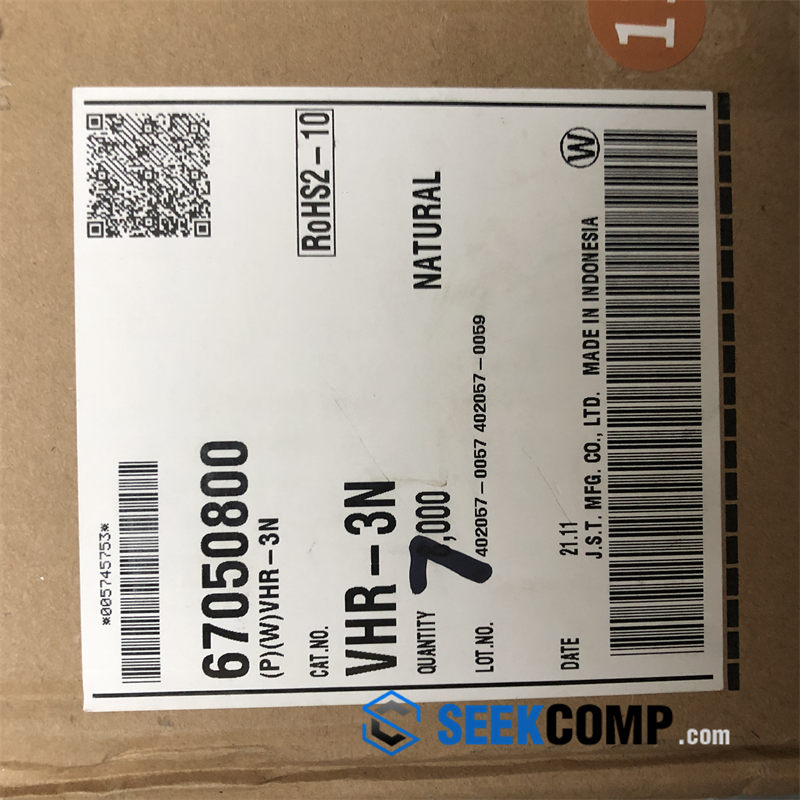 *005745753*
67050800
(P)(W)VHR-3N
RoHS2-10
CAT.NO.
VHR-3N
NATURAL
QUANTITY 7,000
LOT.NO. 402057-0057 402057-0059
DATE 21.11
J.S.T. MFG. CO., LTD. MADE IN INDONESIA
W
SEEKCOMP.com